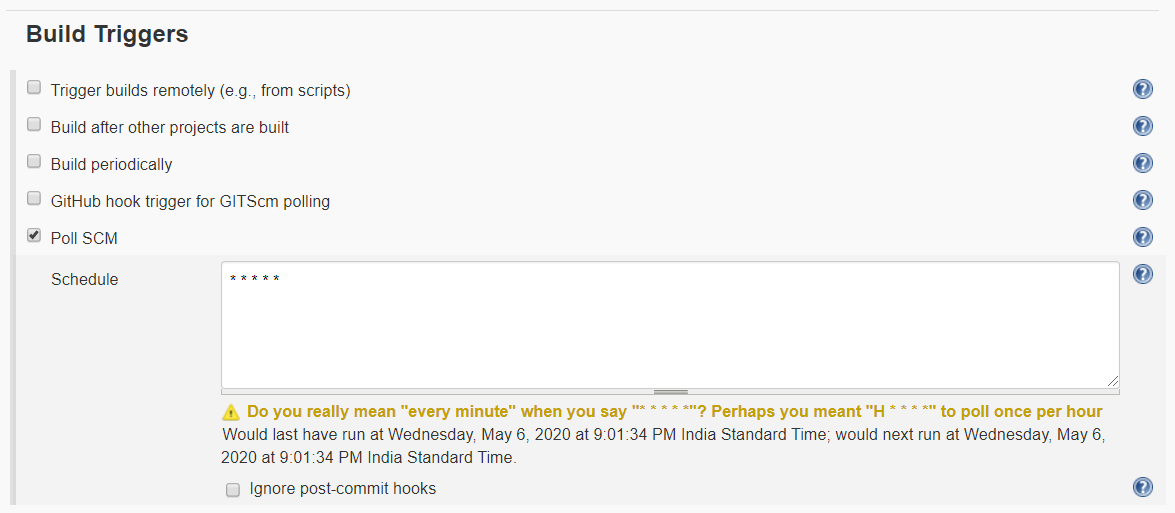 Build Triggers
Trigger builds remotely (e.g., from scripts)
Build after other projects are built
Build periodically
GitHub hook trigger for GITScm polling
Poll SCM
Schedule
* * * * *
Do you really mean "every minute" when you say "* * * * *"? Perhaps you meant "H * * * *" to poll once per hour
Would last have run at Wednesday, May 6, 2020 at 9:01:34 PM India Standard Time; would next run at Wednesday, May 6,
2020 at 9:01:34 PM India Standard Time.
Ignore post-commit hooks